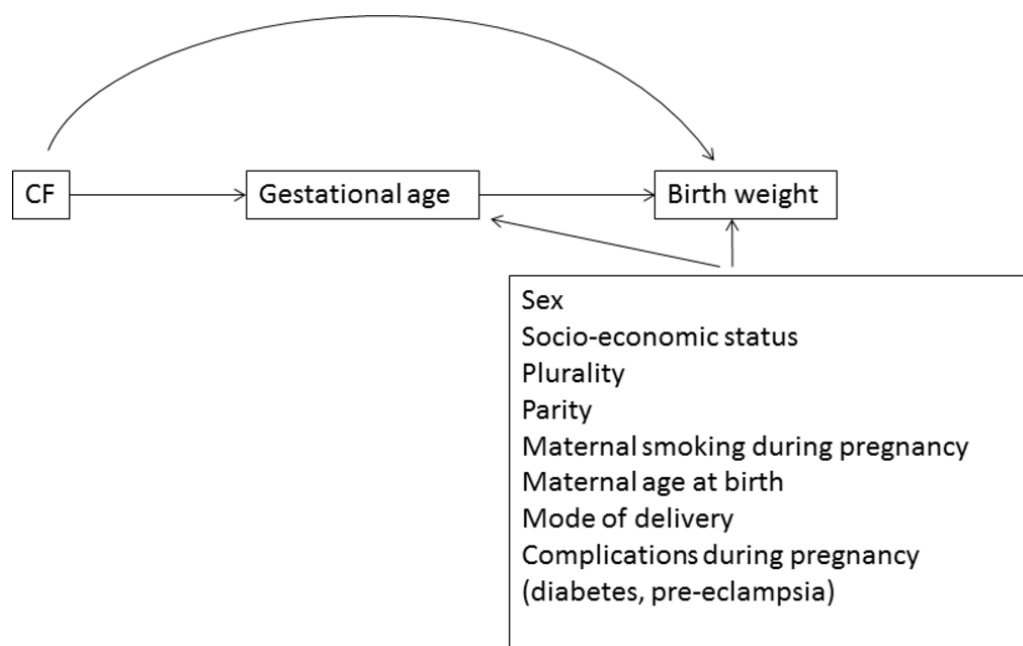 CF
Gestational age
Birth weight
Sex
Socio-economic status
Plurality
Parity
Maternal smoking during pregnancy
Maternal age at birth
Mode of delivery
Complications during pregnancy
(diabetes, pre-eclampsia)